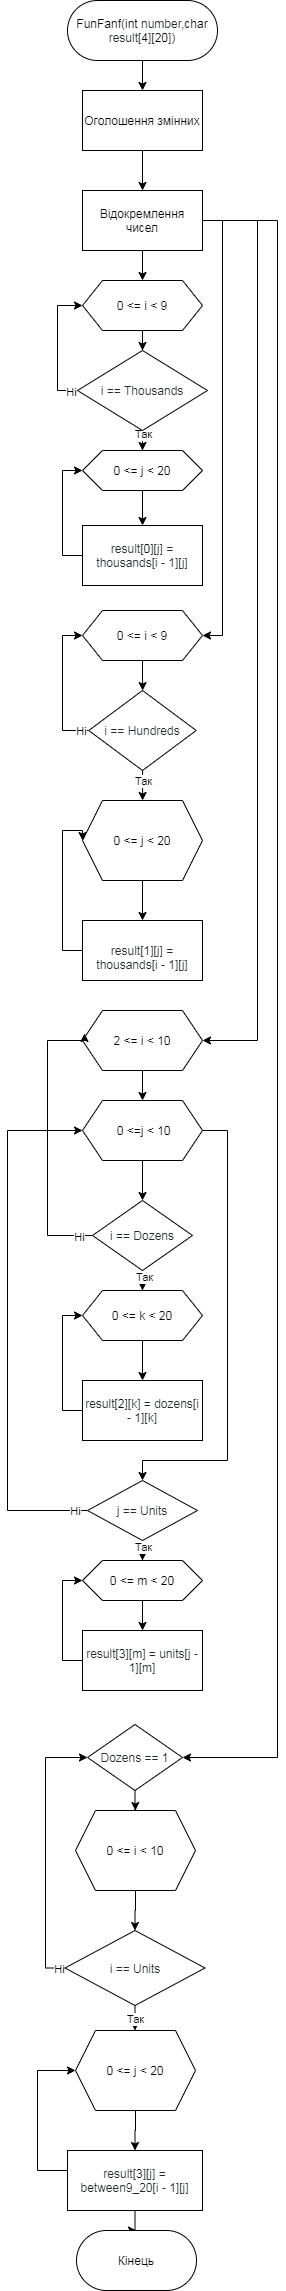 FunFanf(int number,char
result[4][20])
Оголошення змінних
Відокремлення
чисел
0 <= i < 9
i == Thousands
Ні
Так
0 <= j < 20
result[0][j] =
thousands[i - 1][j]
0 <= i < 9
i == Hundreds
Ні
Так
0 <= j < 20
result[1][j] =
thousands[i - 1][j]
2 <= i < 10
0 <=j < 10
i == Dozens
Ні
Так
0 <= k < 20
result[2][k] = dozens[i
- 1][k]
j == Units
Ні
Так
0 <= m < 20
result[3][m] = units[j -
1][m]
Dozens == 1
0 <= i < 10
i == Units
Ні
Так
0 <= j < 20
result[3][j] =
between9_20[i - 1][j]
Кінець